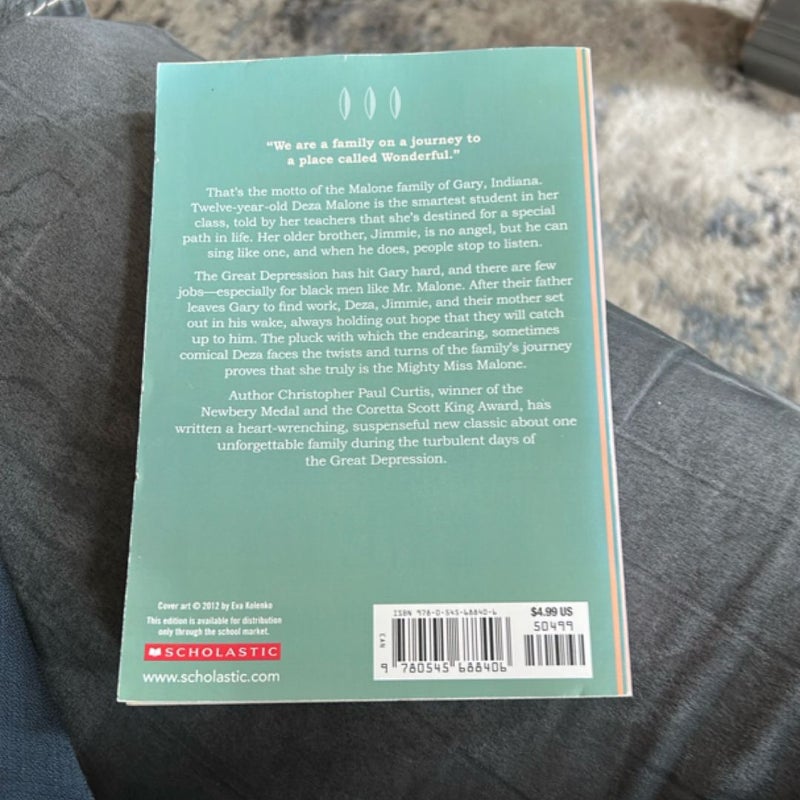 “We are a family on a journey to
a place called Wonderful.”
That’s the motto of the Malone family of Gary, Indiana.
Twelve-year-old Deza Malone is the smartest student in her
class, told by her teachers that she’s destined for a special
path in life. Her older brother, Jimmie, is no angel, but he can
sing like one, and when he does, people stop to listen.
The Great Depression has hit Gary hard, and there are few
jobs—especially for black men like Mr. Malone. After their father
leaves Gary to find work, Deza, Jimmie, and their mother set
out in his wake, always holding out hope that they will catch
up to him. The pluck with which the endearing, sometimes
comical Deza faces the twists and turns of the family’s journey
proves that she truly is the Mighty Miss Malone.
Author Christopher Paul Curtis, winner of the
Newbery Medal and the Coretta Scott King Award, has
written a heart-wrenching, suspenseful new classic about one
unforgettable family during the turbulent days of
the Great Depression.
Cover art © 2012 by Eva Kolenko
This edition is available for distribution
only through the school market.
SCHOLASTIC
www.scholastic.com
ISBN 978-0-545-68840-6
$4.99 US
50499
EAN
9 780545 688406